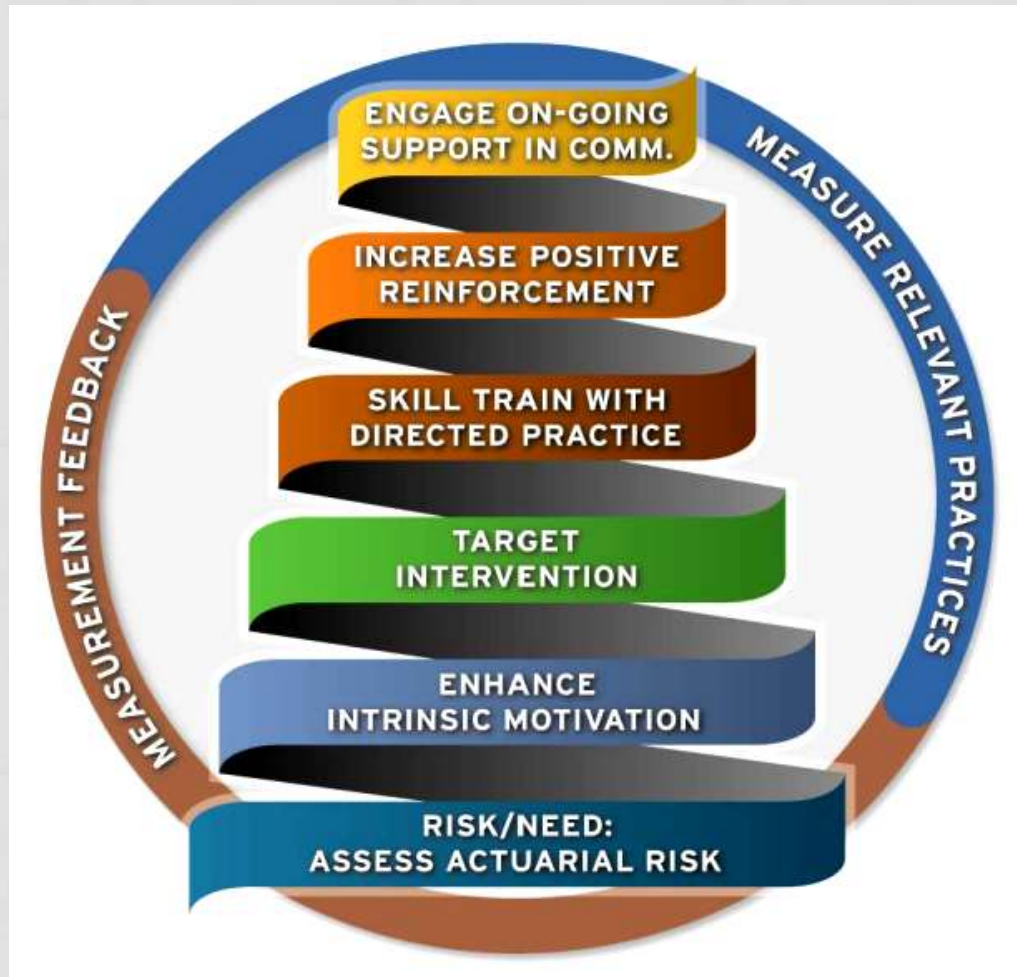 ENGAGE ON-GOING
SUPPORT IN COMM.
MEASURE RELEVANT PRACTICES
INCREASE POSITIVE
REINFORCEMENT
SKILL TRAIN WITH
DIRECTED PRACTICE
MEASUREMENT FEEDBACK
TARGET
INTERVENTION
ENHANCE
INTRINSIC MOTIVATION
RISK/NEED:
ASSESS ACTUARIAL RISK